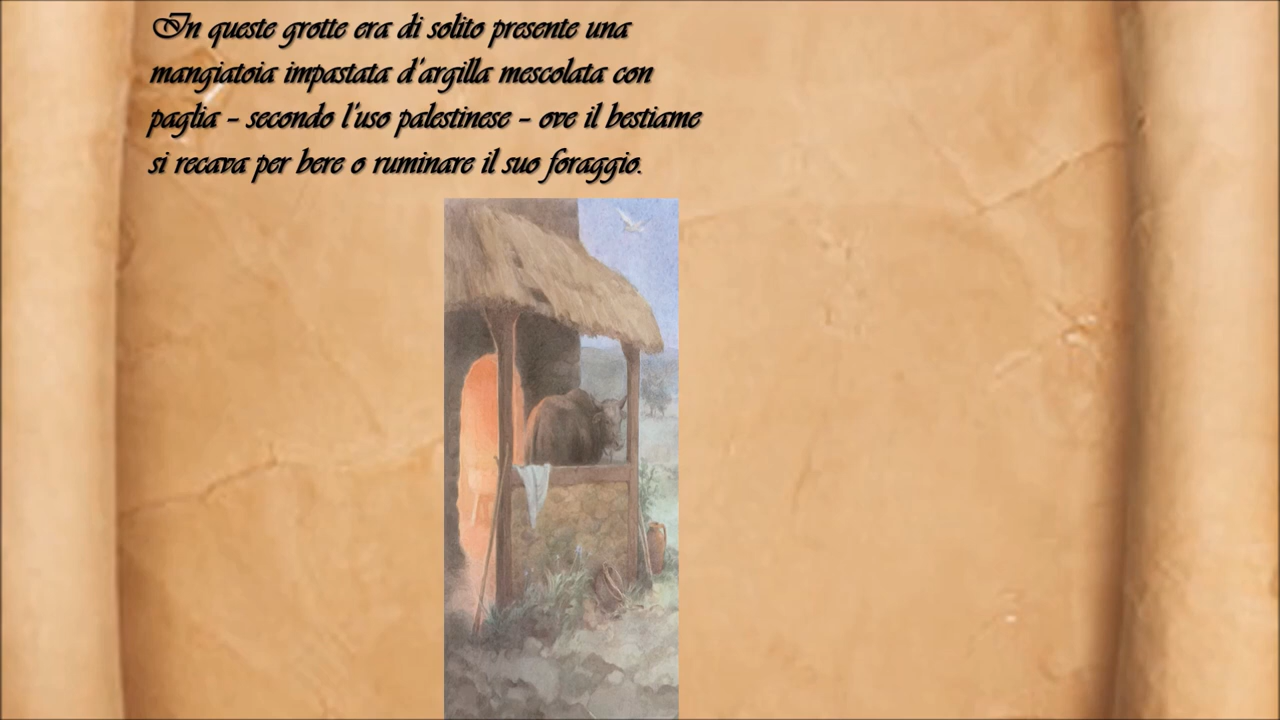 In queste grotte era di solito presente una
mangiatoia impastata d'argilla mescolata con
paglia – secondo l'uso palestinese – ove il bestiame
si recava per bere o ruminare il suo foraggio.